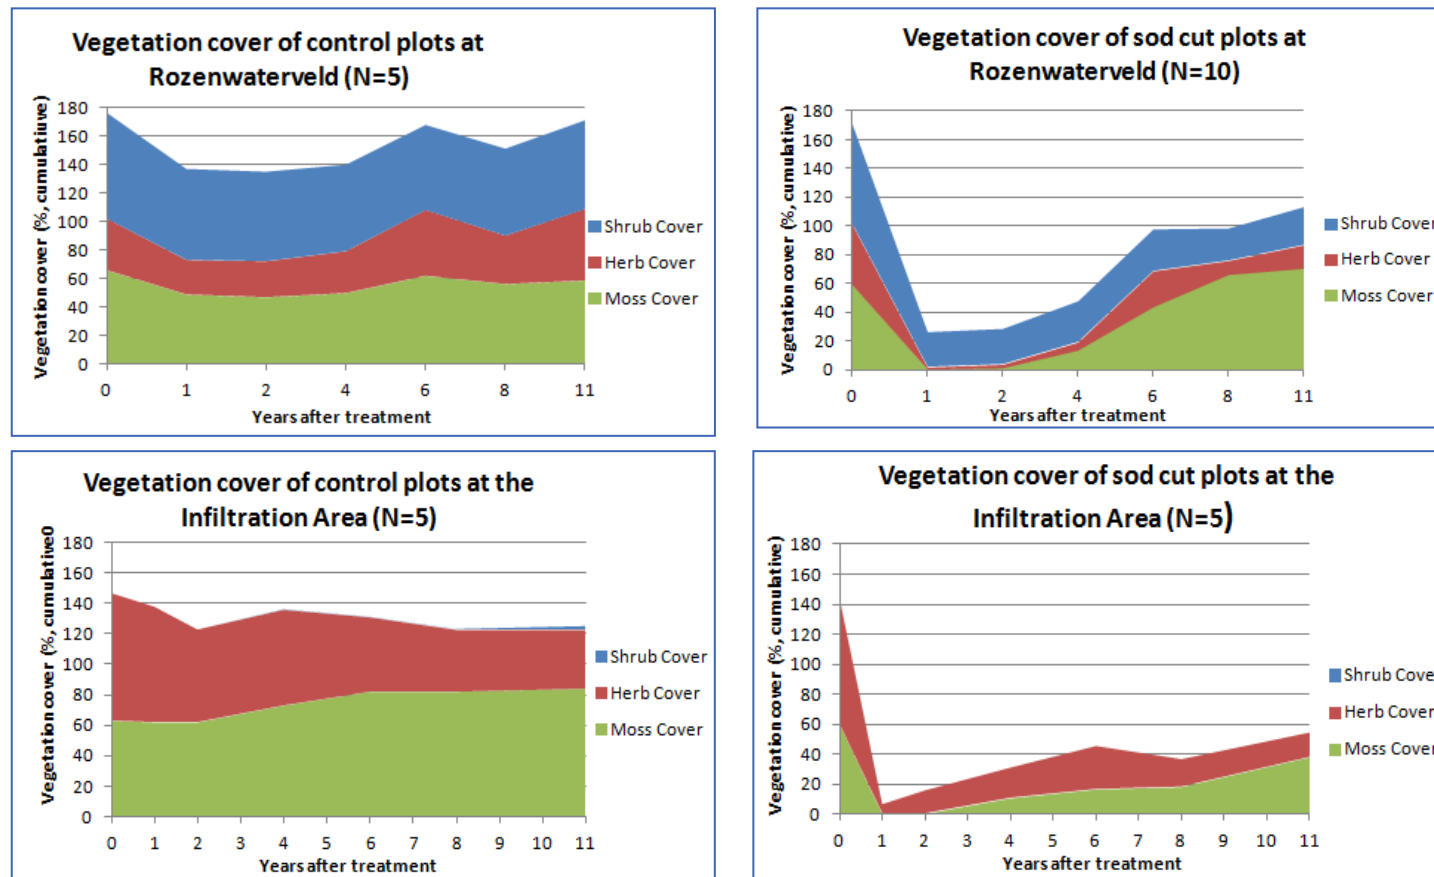 Vegetation cover of control plots at
Rozenwaterveld (N=5)
Vegetation cover (%, cumulatiuve)
180
160
140
120
100
80
60
40
20
0
0 1 2 4 6 8 11
Years after treatment
Shrub Cover
Herb Cover
Moss Cover
Vegetation cover of sod cut plots at
Rozenwaterveld (N=10)
Vegetation cover (%, cumulative)
180
160
140
120
100
80
60
40
20
0
0 1 2 4 6 8 11
Years after treatment
Shrub Cover
Herb Cover
Moss Cover
Vegetation cover of control plots at the
Infiltration Area (N=5)
Vegetation cover (%, cumulative0
180
160
140
120
100
80
60
40
20
0
0 1 2 3 4 5 6 7 8 9 10 11
Years after treatment
Shrub Cover
Herb Cover
Moss Cover
Vegetation cover of sod cut plots at the
Infiltration Area (N=5)
Vegetation cover (%, cumulative)
180
160
140
120
100
80
60
40
20
0
0 1 2 3 4 5 6 7 8 9 10 11
Years after treatment
Shrub Cove
Herb Cover
Moss Cover